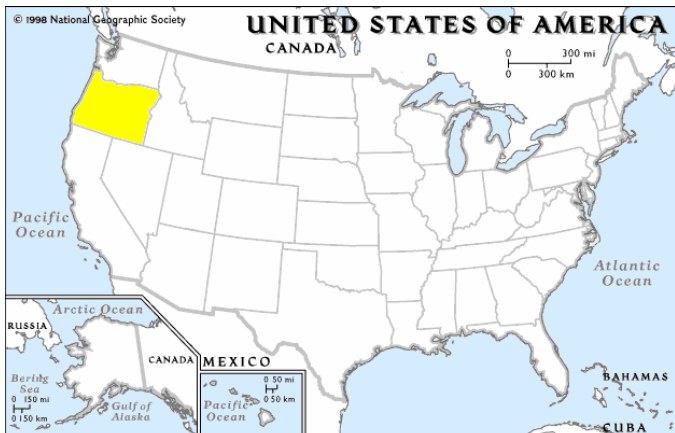 © 1998 National Geographic Society
UNITED STATES OF AMERICA
CANADA
0 300 mi
0 300 km
Pacific
Ocean
Atlantic
Ocean
Arctic Ocean
RUSSIA
CANADA
MEXICO
Bering
Sea
0 150 mi
0 150 km
Gulf of
Alaska
0 50 mi
0 50 km
Pacific
Ocean
BAHAMAS
CUBA